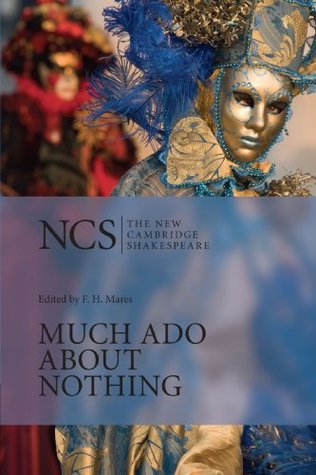 NCS
THE NEW
CAMBRIDGE
SHAKESPEARE
Edited by F. H. Mares
MUCH ADO
ABOUT
NOTHING